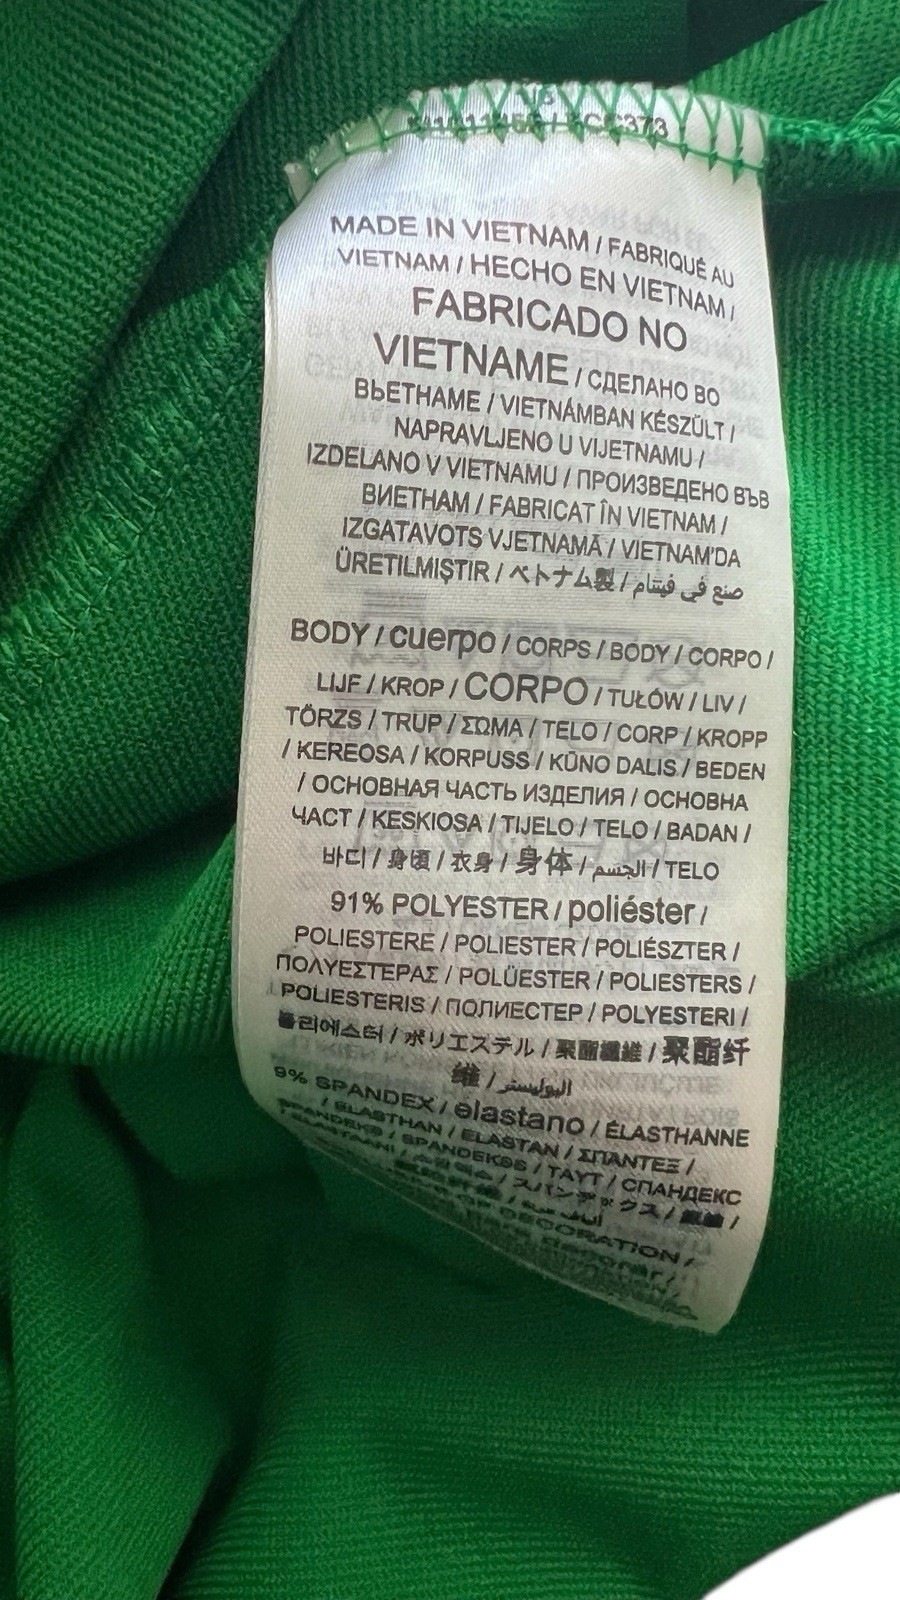 MADE IN VIETNAM / FABRIQUÉ AU
VIETNAM / HECHO EN VIETNAM /
FABRICADO NO
VIETNAME / СДЕЛАНО ВО
ВЬЕТНАМЕ / VIETNÁMBAN KÉSZÜLT /
NAPRAVLJENO U VIJETNAMU /
IZDELANO V VIETNAMU / ПРОИЗВЕДЕНО ВЪВ
ВИЕТНАМ / FABRICAT ÎN VIETNAM /
IZGATAVOTS VJETNAMĀ / VIETNAM'DA
ÜRETILMIŞTIR / ベトナム製 / صنع في فيتنام
BODY / cuerpo / CORPS / BODY / CORPO /
LIJF / KROP / CORPO / TUŁÓW / LIV /
TÖRZS / TRUP / ΣΩΜΑ / TELO / CORP / KROPP
/ KEREOSA / KORPUSS / KŪNO DALIS / BEDEN
/ ОСНОВНАЯ ЧАСТЬ ИЗДЕЛИЯ / ОСНОВНА
ЧАСТ / KESKIOSA / TIJELO / TELO / BADAN /
바디 / 身頃 / 衣身 / 身体 / الجسم / TELO
91% POLYESTER / poliéster /
POLIESTERE / POLIESTER / POLIÉSZTER /
ΠΟΛΥΕΣΤΕΡΑΣ / POLÜESTER / POLIESTERS /
POLIESTERIS / ПОЛИЕСТЕР / POLYESTERI /
폴리에스터 / ポリエステル / 聚酯纖維 / 聚酯纤
维 / البوليستر
9% SPANDEX / elastano / ÉLASTHANNE
/ ELASTHAN / ELASTAN / ΣΠΑΝΤΕΞ /
SPANDEKS / SPANDEKSS / TAYT / СПАНДЕКС
ELASTAANI / スパンデックス /
OF DECORATION /